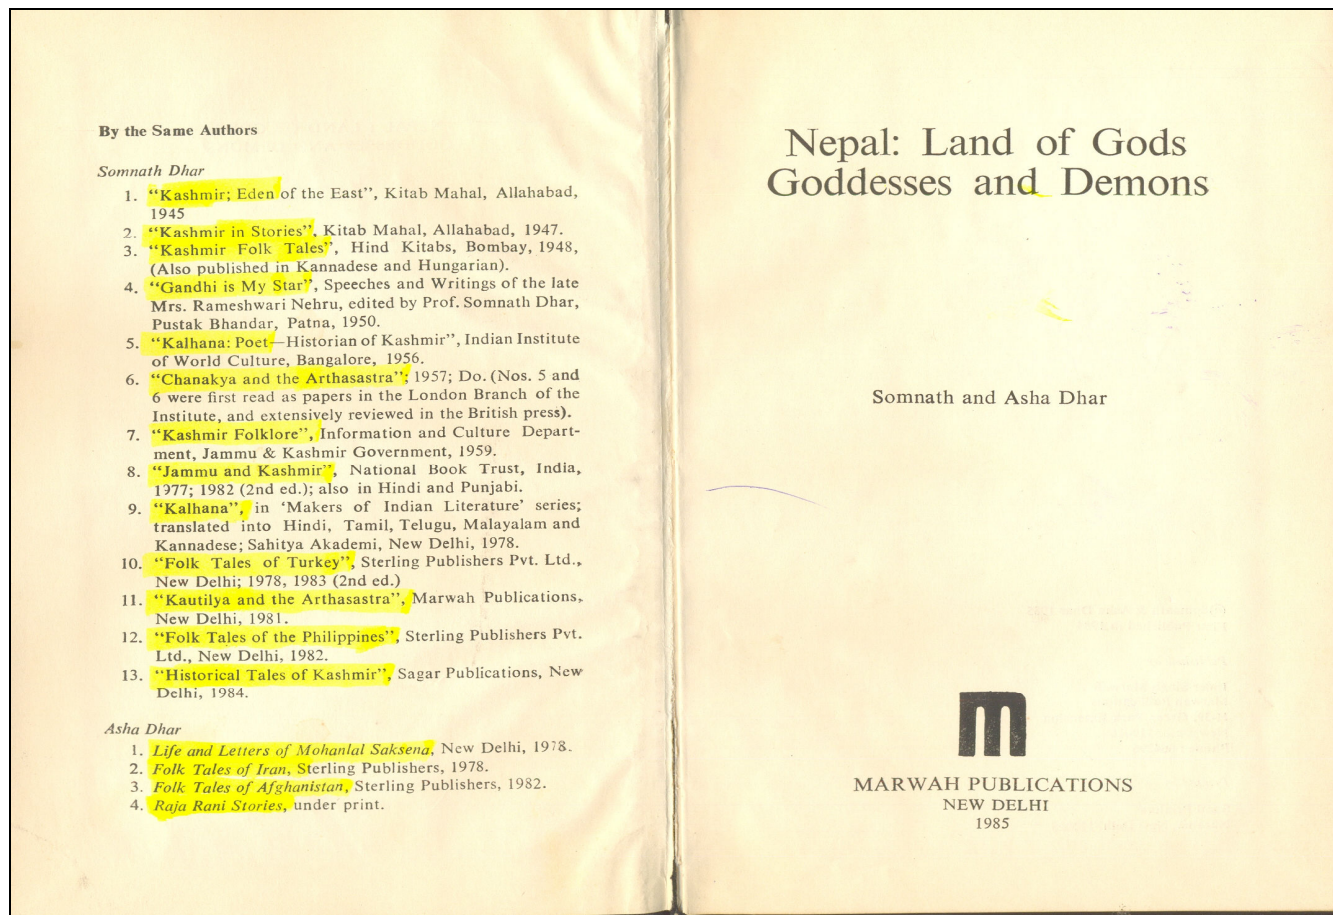 By the Same Authors
Somnath Dhar
1. “Kashmir; Eden of the East”, Kitab Mahal, Allahabad,
1945
2. “Kashmir in Stories”, Kitab Mahal, Allahabad, 1947.
3. “Kashmir Folk Tales”, Hind Kitabs, Bombay, 1948,
(Also published in Kannadese and Hungarian).
4. “Gandhi is My Star”, Speeches and Writings of the late
Mrs. Rameshwari Nehru, edited by Prof. Somnath Dhar,
Pustak Bhandar, Patna, 1950.
5. “Kalhana: Poet—Historian of Kashmir”, Indian Institute
of World Culture, Bangalore, 1956.
6. “Chanakya and the Arthasastra”; 1957; Do. (Nos. 5 and
6 were first read as papers in the London Branch of the
Institute, and extensively reviewed in the British press).
7. “Kashmir Folklore”, Information and Culture Depart-
ment, Jammu & Kashmir Government, 1959.
8. “Jammu and Kashmir”, National Book Trust, India,
1977; 1982 (2nd ed.); also in Hindi and Punjabi.
9. “Kalhana”, in ‘Makers of Indian Literature’ series;
translated into Hindi, Tamil, Telugu, Malayalam and
Kannadese; Sahitya Akademi, New Delhi, 1978.
10. “Folk Tales of Turkey”, Sterling Publishers Pvt. Ltd.,
New Delhi; 1978, 1983 (2nd ed.)
11. “Kautilya and the Arthasastra”, Marwah Publications,
New Delhi, 1981.
12. “Folk Tales of the Philippines”, Sterling Publishers Pvt.
Ltd., New Delhi, 1982.
13. “Historical Tales of Kashmir”, Sagar Publications, New
Delhi, 1984.
Asha Dhar
1. Life and Letters of Mohanlal Saksena, New Delhi, 1978.
2. Folk Tales of Iran, Sterling Publishers, 1978.
3. Folk Tales of Afghanistan, Sterling Publishers, 1982.
4. Raja Rani Stories, under print.
Nepal: Land of Gods
Goddesses and Demons
Somnath and Asha Dhar
m
MARWAH PUBLICATIONS
NEW DELHI
1985